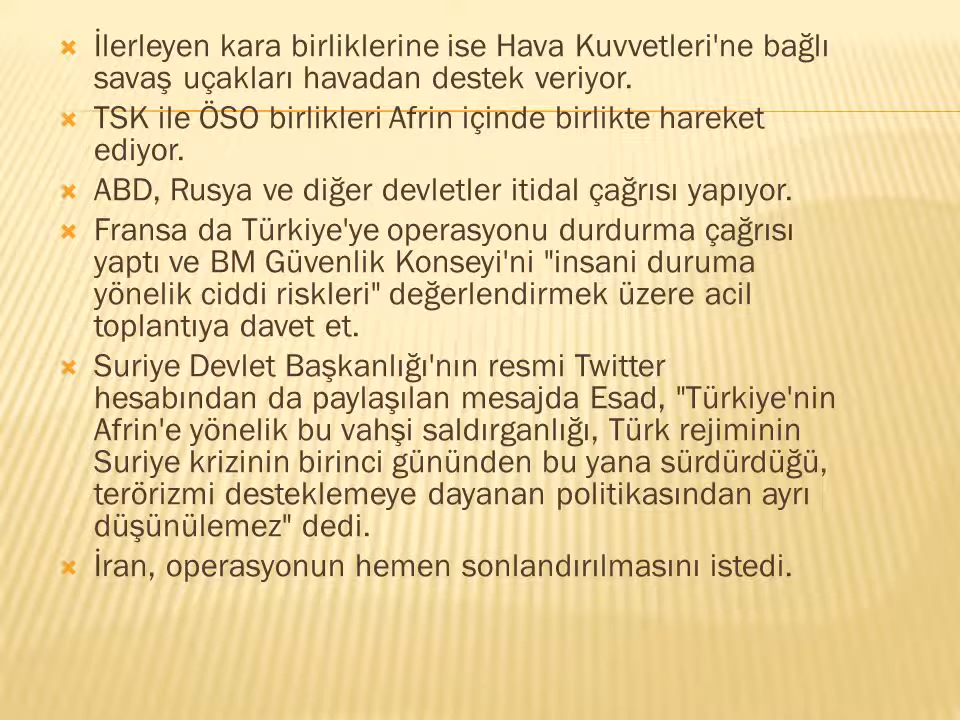 İlerleyen kara birliklerine ise Hava Kuvvetleri'ne bağlı
savaş uçakları havadan destek veriyor.
TSK ile ÖSO birlikleri Afrin içinde birlikte hareket
ediyor.
ABD, Rusya ve diğer devletler itidal çağrısı yapıyor.
Fransa da Türkiye'ye operasyonu durdurma çağrısı
yaptı ve BM Güvenlik Konseyi'ni "insani duruma
yönelik ciddi riskleri" değerlendirmek üzere acil
toplantıya davet et.
Suriye Devlet Başkanlığı'nın resmi Twitter
hesabından da paylaşılan mesajda Esad, "Türkiye'nin
Afrin'e yönelik bu vahşi saldırganlığı, Türk rejiminin
Suriye krizinin birinci gününden bu yana sürdürdüğü,
terörizmi desteklemeye dayanan politikasından ayrı
düşünülemez" dedi.
İran, operasyonun hemen sonlandırılmasını istedi.